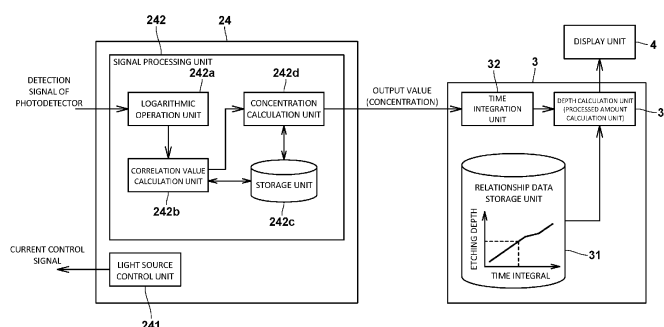 242
24
4
DISPLAY UNIT
SIGNAL PROCESSING UNIT
242a
242d
DETECTION
SIGNAL OF
PHOTODETECTOR
LOGARITHMIC
OPERATION UNIT
CONCENTRATION
CALCULATION UNIT
OUTPUT VALUE
(CONCENTRATION)
32
3
TIME
INTEGRATION
UNIT
DEPTH CALCULATION UNIT
(PROCESSED AMOUNT
CALCULATION UNIT)
3
CORRELATION VALUE
CALCULATION UNIT
STORAGE UNIT
242b
242c
RELATIONSHIP DATA
STORAGE UNIT
ETCHING DEPTH
TIME INTEGRAL
31
CURRENT CONTROL
SIGNAL
LIGHT SOURCE
CONTROL UNIT
241